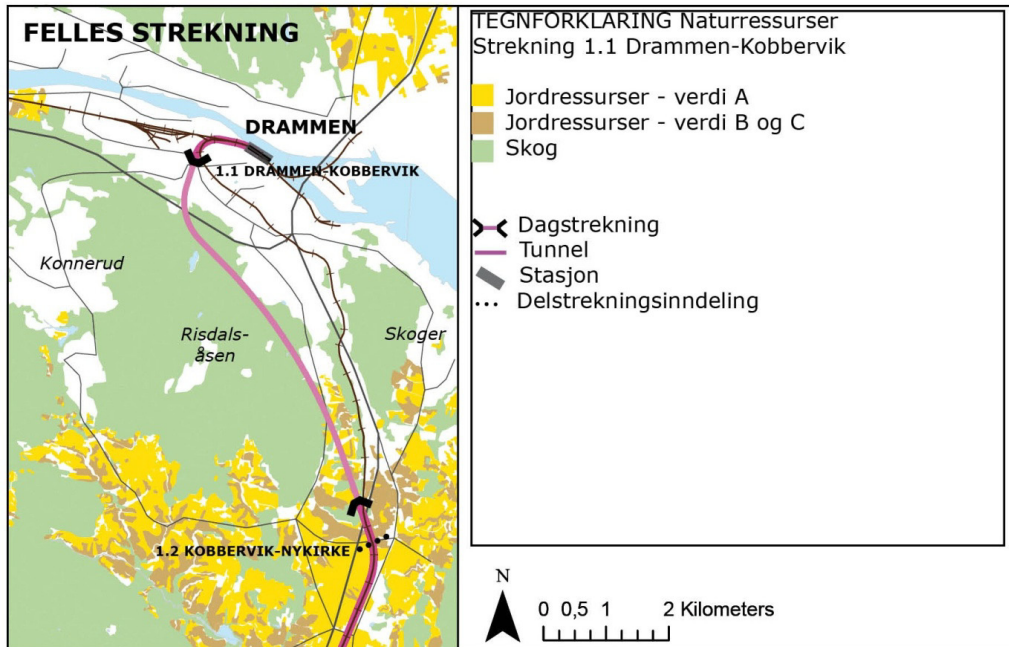 FELLES STREKNING
DRAMMEN
1.1 DRAMMEN-KOBBERVIK
Konnerud
Risdals-
åsen
Skoger
1.2 KOBBERVIK-NYKIRKE
TEGNFORKLARING Naturressurser
Strekning 1.1 Drammen-Kobbervik
Jordressurser - verdi A
Jordressurser - verdi B og C
Skog
Dagstrekning
Tunnel
Stasjon
Delstrekningsinndeling
N
0 0,5 1 2 Kilometers